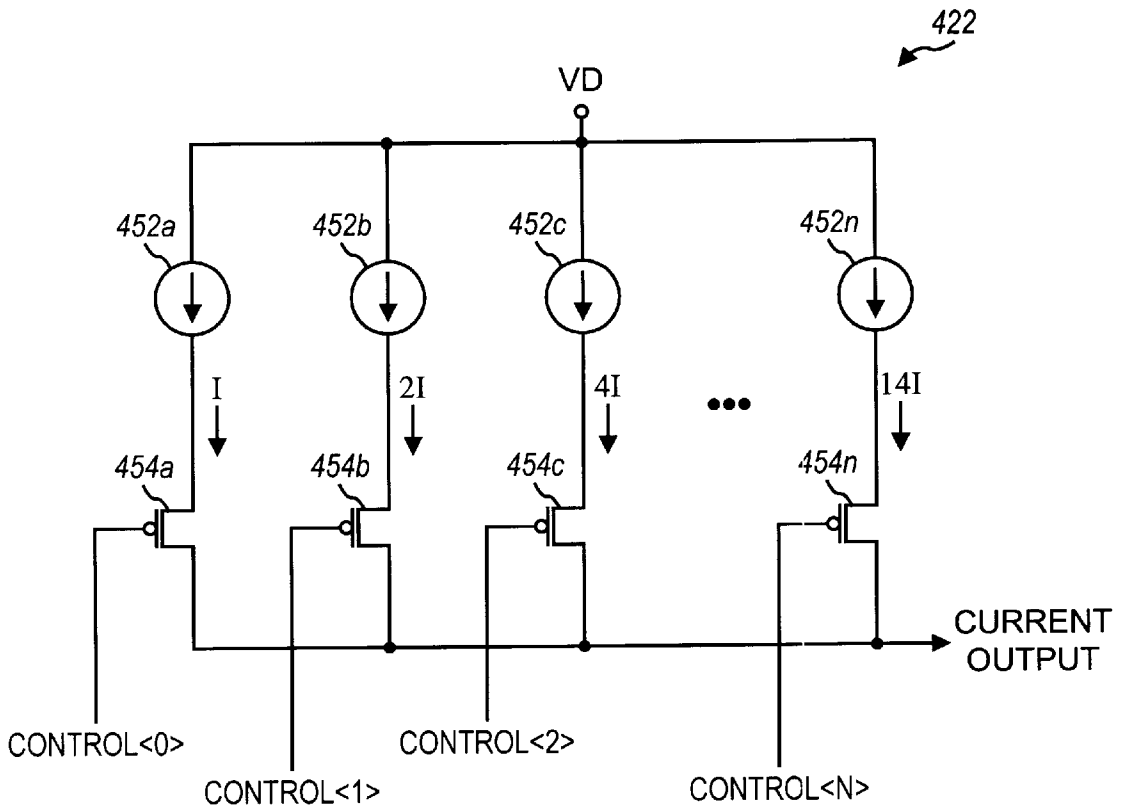 422
VD
452a
452b
452c
452n
I
2I
4I
14I
454a
454b
454c
454n
CURRENT
OUTPUT
CONTROL<0>
CONTROL<1>
CONTROL<2>
CONTROL<N>